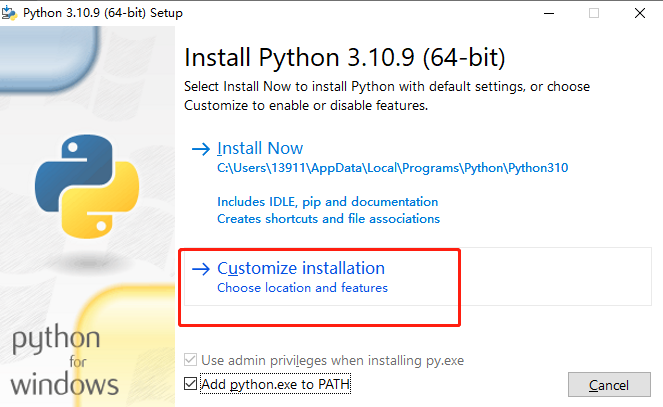 Python 3.10.9 (64-bit) Setup
Install Python 3.10.9 (64-bit)
Select Install Now to install Python with default settings, or choose
Customize to enable or disable features.
Install Now
C:\Users\13911\AppData\Local\Programs\Python\Python310
Includes IDLE, pip and documentation
Creates shortcuts and file associations
Customize installation
Choose location and features
python
for
windows
Use admin privileges when installing py.exe
Add python.exe to PATH
Cancel